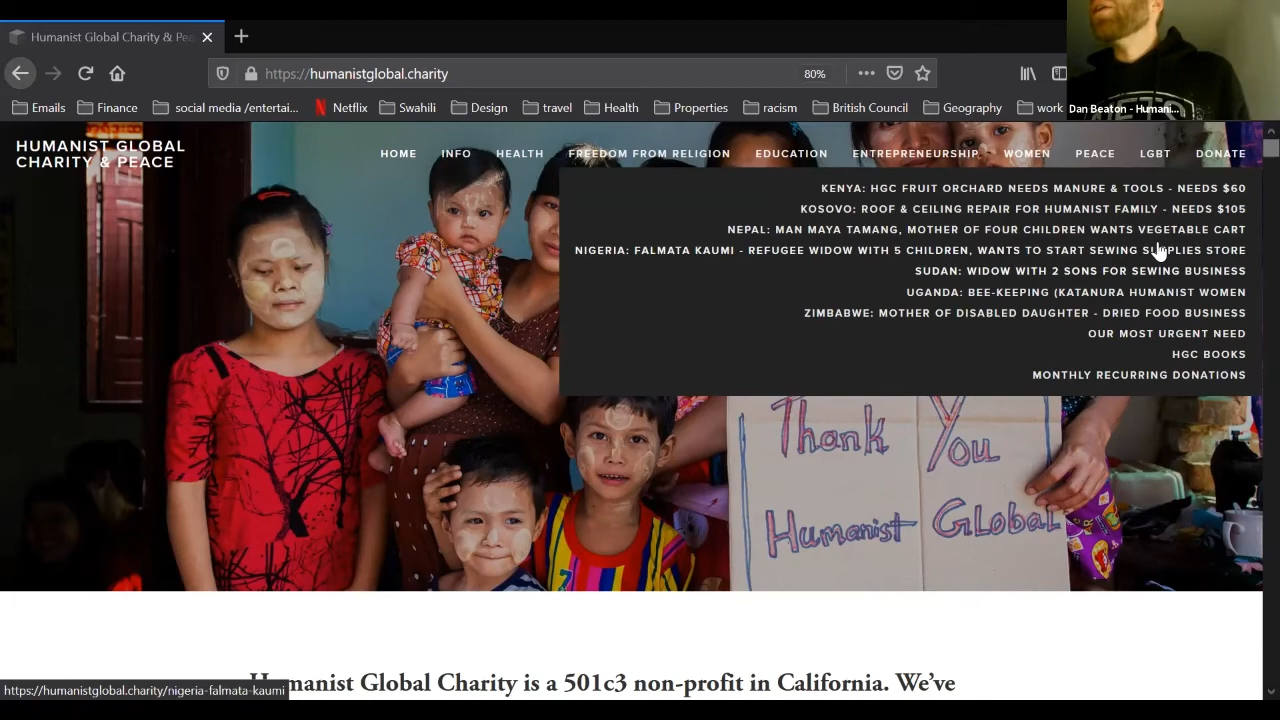 Humanist Global Charity & Pea
https://humanistglobal.charity
80%
Emails
Finance
social media /entertai...
Netflix
Swahili
Design
travel
Health
Properties
racism
British Council
Geography
work
Dan Beaton - Humani...
HUMANIST GLOBAL
CHARITY & PEACE
HOME
INFO
HEALTH
FREEDOM FROM RELIGION
EDUCATION
ENTREPRENEURSHIP
WOMEN
PEACE
LGBT
DONATE
KENYA: HGC FRUIT ORCHARD NEEDS MANURE & TOOLS - NEEDS $60
KOSOVO: ROOF & CEILING REPAIR FOR HUMANIST FAMILY - NEEDS $105
NEPAL: MAN MAYA TAMANG, MOTHER OF FOUR CHILDREN WANTS VEGETABLE CART
NIGERIA: FALMATA KAUMI - REFUGEE WIDOW WITH 5 CHILDREN, WANTS TO START SEWING SUPPLIES STORE
SUDAN: WIDOW WITH 2 SONS FOR SEWING BUSINESS
UGANDA: BEE-KEEPING (KATANURA HUMANIST WOMEN
ZIMBABWE: MOTHER OF DISABLED DAUGHTER - DRIED FOOD BUSINESS
OUR MOST URGENT NEED
HGC BOOKS
MONTHLY RECURRING DONATIONS
Thank You
Humanist GLobal
Humanist Global Charity is a 501c3 non-profit in California. We've
https://humanistglobal.charity/nigeria-falmata-kaumi